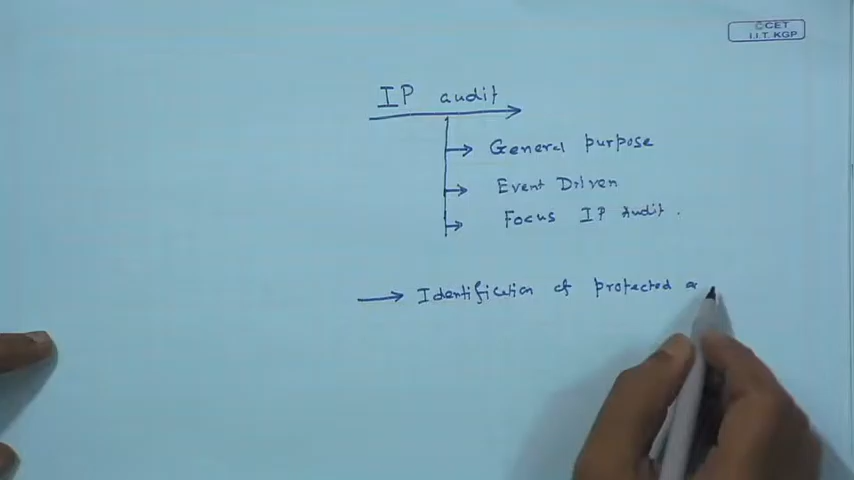 ©CET
I.I.T. KGP
IP audit
General purpose
Event Driven
Focus IP Audit.
Identification of protected a